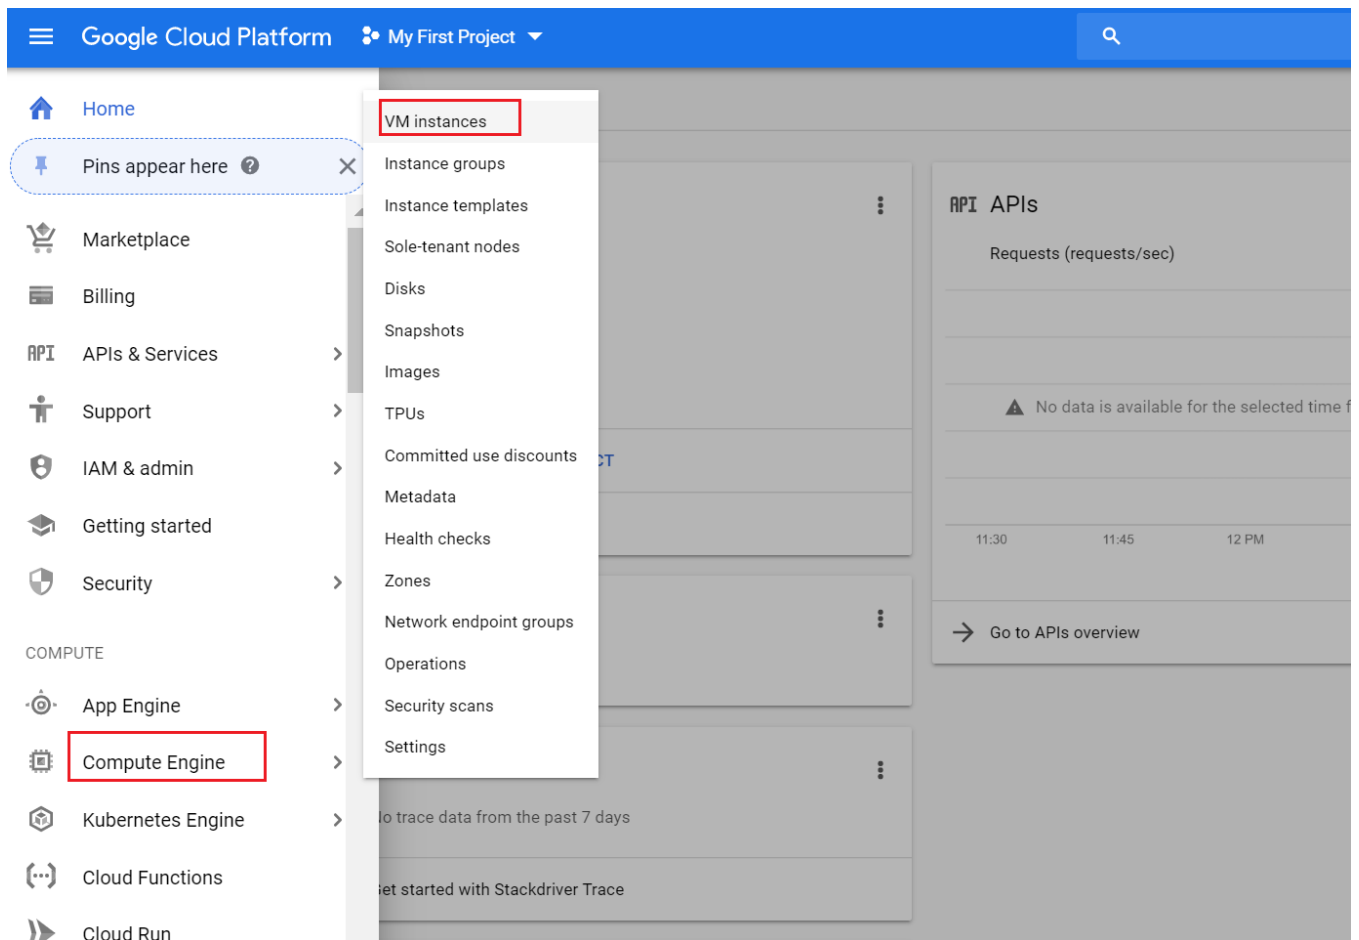 Google Cloud Platform My First Project
Home
Pins appear here
Marketplace
Billing
API APIs & Services
Support
IAM & admin
Getting started
Security
COMPUTE
App Engine
Compute Engine
Kubernetes Engine
Cloud Functions
Cloud Run
VM instances
Instance groups
Instance templates
Sole-tenant nodes
Disks
Snapshots
Images
TPUs
Committed use discounts
Metadata
Health checks
Zones
Network endpoint groups
Operations
Security scans
Settings
CT
No trace data from the past 7 days
Get started with Stackdriver Trace
API APIs
Requests (requests/sec)
No data is available for the selected time f
11:30 11:45 12 PM
Go to APIs overview